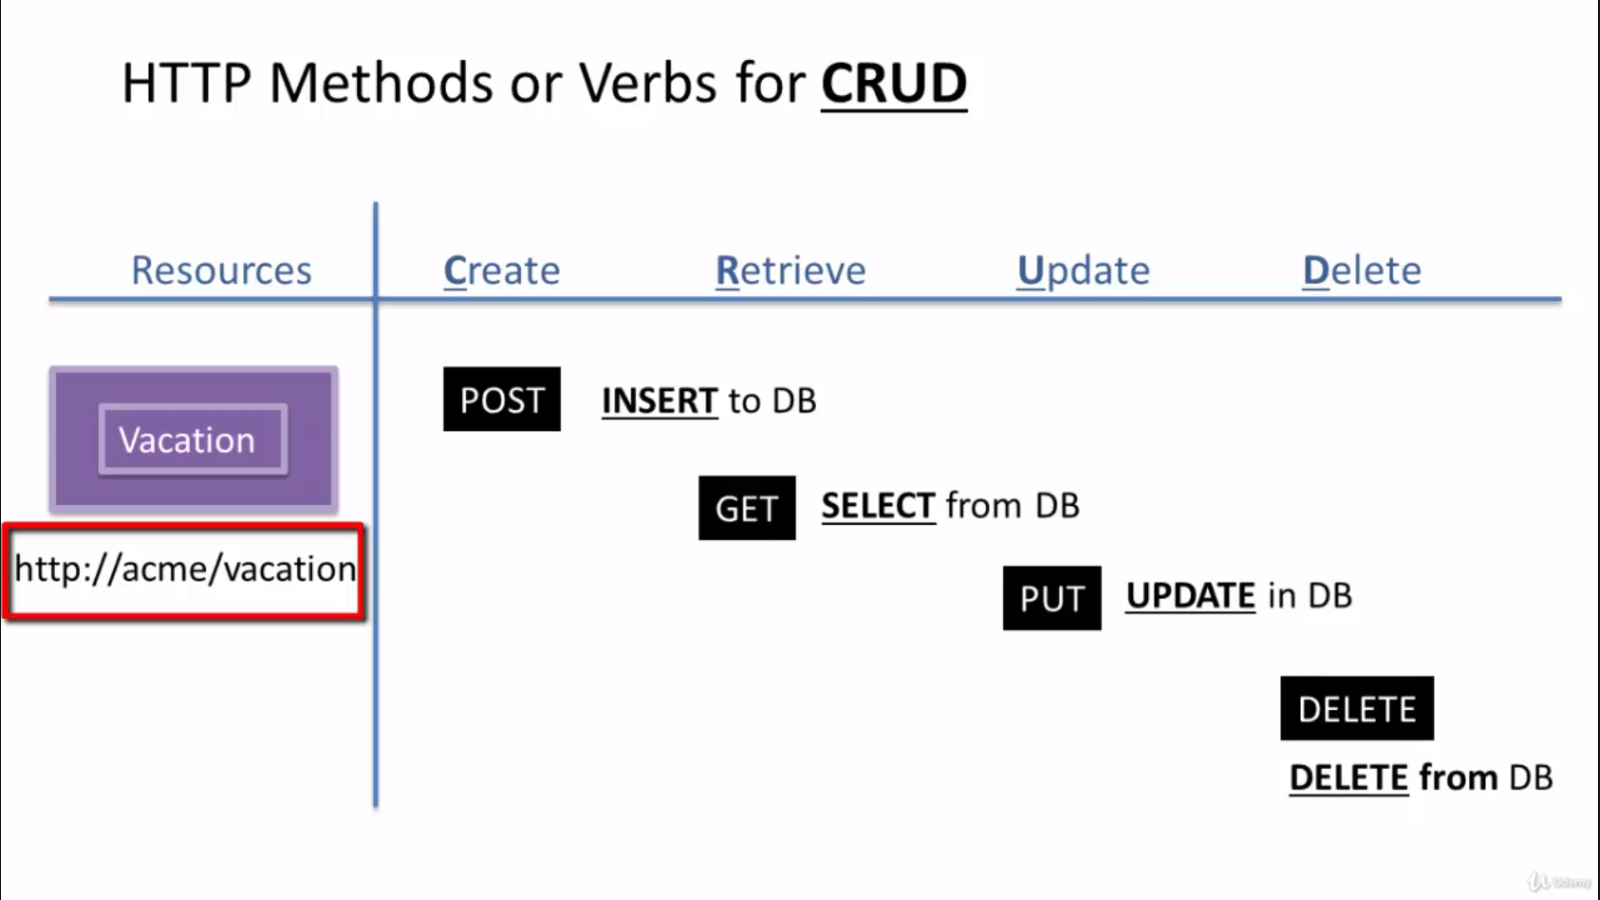 HTTP Methods or Verbs for CRUD
Resources Create Retrieve Update Delete
Vacation
http://acme/vacation
POST INSERT to DB
GET SELECT from DB
PUT UPDATE in DB
DELETE
DELETE from DB
Udemy